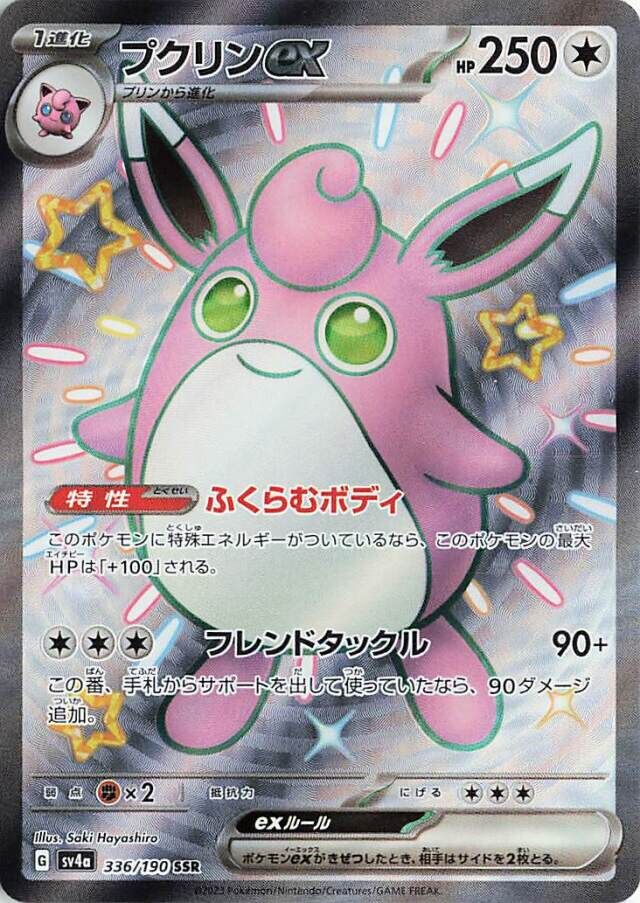 1進化
プクリンex
HP 250
プリンから進化
特性 とくせい ふくらむボディ
このポケモンに特殊エネルギーがついているなら、このポケモンの最大
HPは「+100」される。
フレンドタックル 90+
この番、手札からサポートを出して使っていたなら、90ダメージ
追加。
弱点 ×2 抵抗力 にげる
exルール
ポケモンexがきぜつしたとき、相手はサイドを2枚とる。
Illus. Saki Hayashiro
G sv4a 336/190 SSR
©2023 Pokémon/Nintendo/Creatures/GAME FREAK.